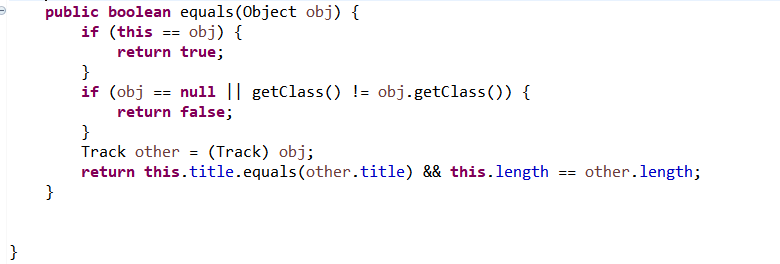 public boolean equals(Object obj) {
if (this == obj) {
return true;
}
if (obj == null || getClass() != obj.getClass()) {
return false;
}
Track other = (Track) obj;
return this.title.equals(other.title) && this.length == other.length;
}
}